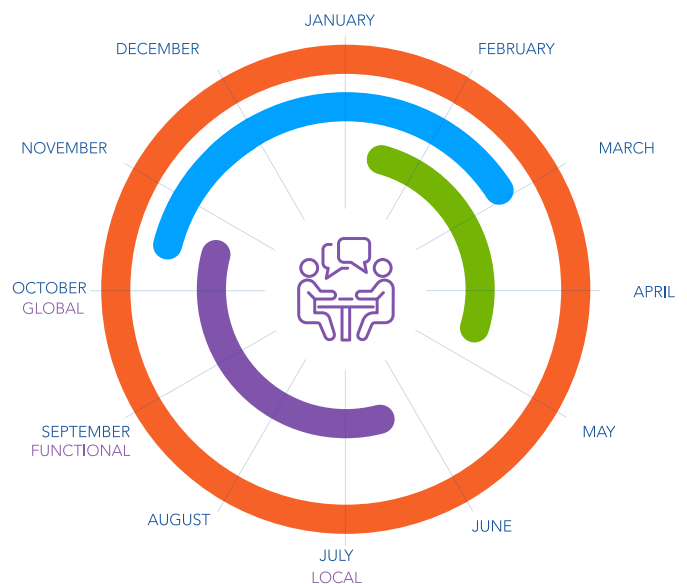 JANUARY
FEBRUARY
MARCH
APRIL
MAY
JUNE
JULY
LOCAL
AUGUST
SEPTEMBER
FUNCTIONAL
OCTOBER
GLOBAL
NOVEMBER
DECEMBER